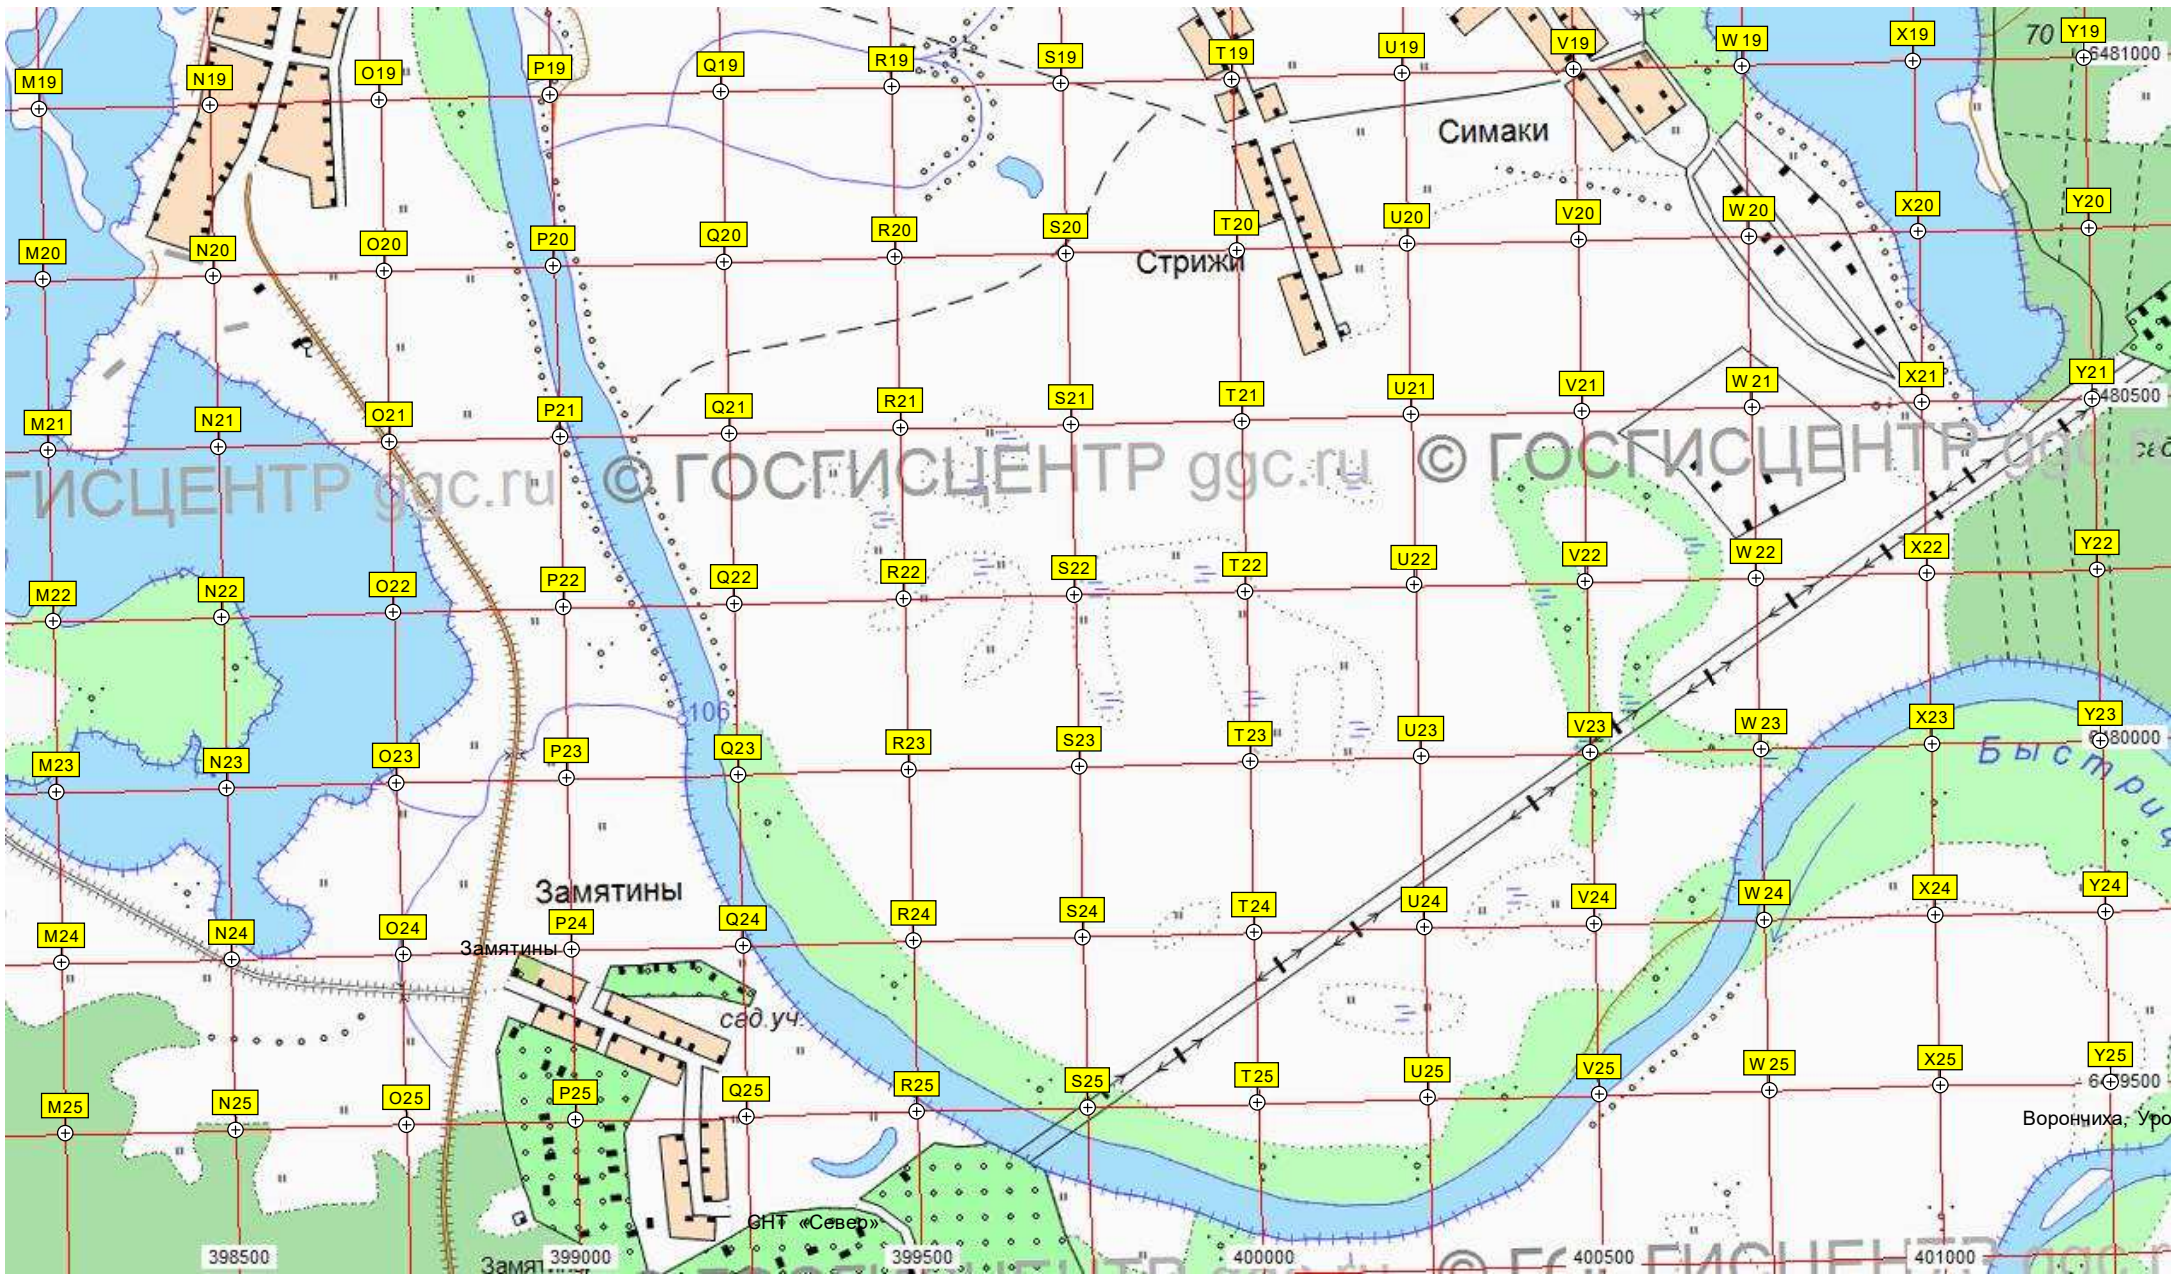 M19 N19 O19 P19 Q19 R19 S19 T19 U19 V19 W19 X19 70 Y19
6481000
Симаки
M20 N20 O20 P20 Q20 R20 S20 T20 U20 V20 W20 X20 Y20
Стрижи
M21 N21 O21 P21 Q21 R21 S21 T21 U21 V21 W21 X21 Y21
480500
ГИСЦЕНТР ggc.ru © ГОСГИСЦЕНТР ggc.ru © ГОСГИСЦЕНТР ggc.ru
M22 N22 O22 P22 Q22 R22 S22 T22 U22 V22 W22 X22 Y22
106
M23 N23 O23 P23 Q23 R23 S23 T23 U23 V23 W23 X23 Y23
80000
Быстриц
Замятины
M24 N24 O24 P24 Q24 R24 S24 T24 U24 V24 W24 X24 Y24
Замятины
сад.уч.
M25 N25 O25 P25 Q25 R25 S25 T25 U25 V25 W25 X25 Y25
Ворончиха, Уро
СНТ «Север»
398500 399000 399500 400000 400500 401000